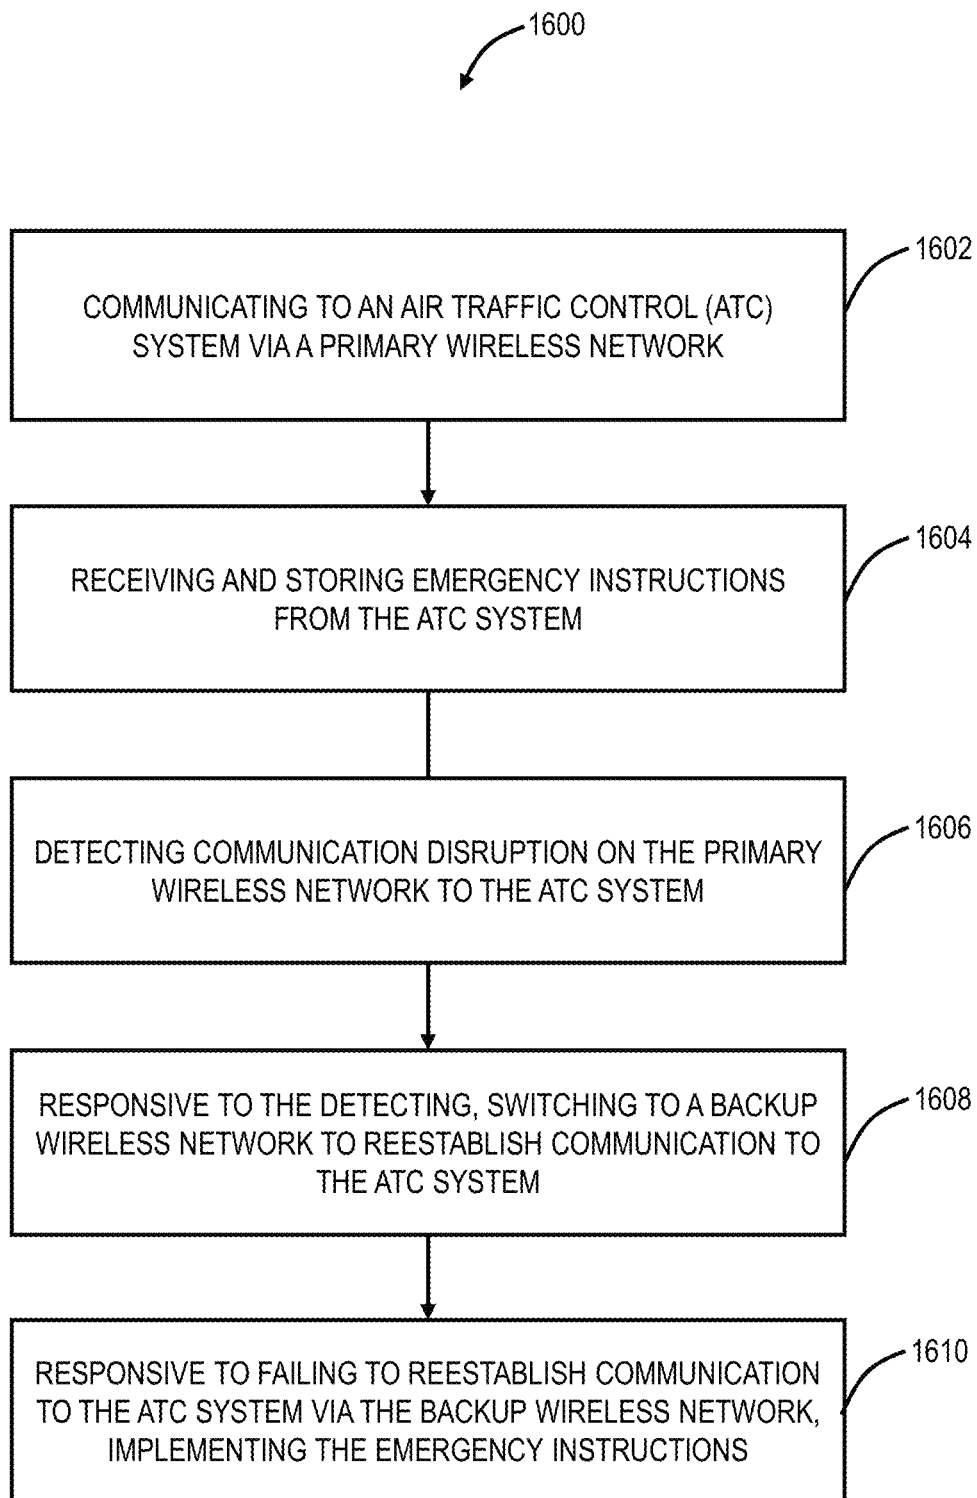 1600
1602
COMMUNICATING TO AN AIR TRAFFIC CONTROL (ATC)
SYSTEM VIA A PRIMARY WIRELESS NETWORK
1604
RECEIVING AND STORING EMERGENCY INSTRUCTIONS
FROM THE ATC SYSTEM
1606
DETECTING COMMUNICATION DISRUPTION ON THE PRIMARY
WIRELESS NETWORK TO THE ATC SYSTEM
1608
RESPONSIVE TO THE DETECTING, SWITCHING TO A BACKUP
WIRELESS NETWORK TO REESTABLISH COMMUNICATION TO
THE ATC SYSTEM
1610
RESPONSIVE TO FAILING TO REESTABLISH COMMUNICATION
TO THE ATC SYSTEM VIA THE BACKUP WIRELESS NETWORK,
IMPLEMENTING THE EMERGENCY INSTRUCTIONS